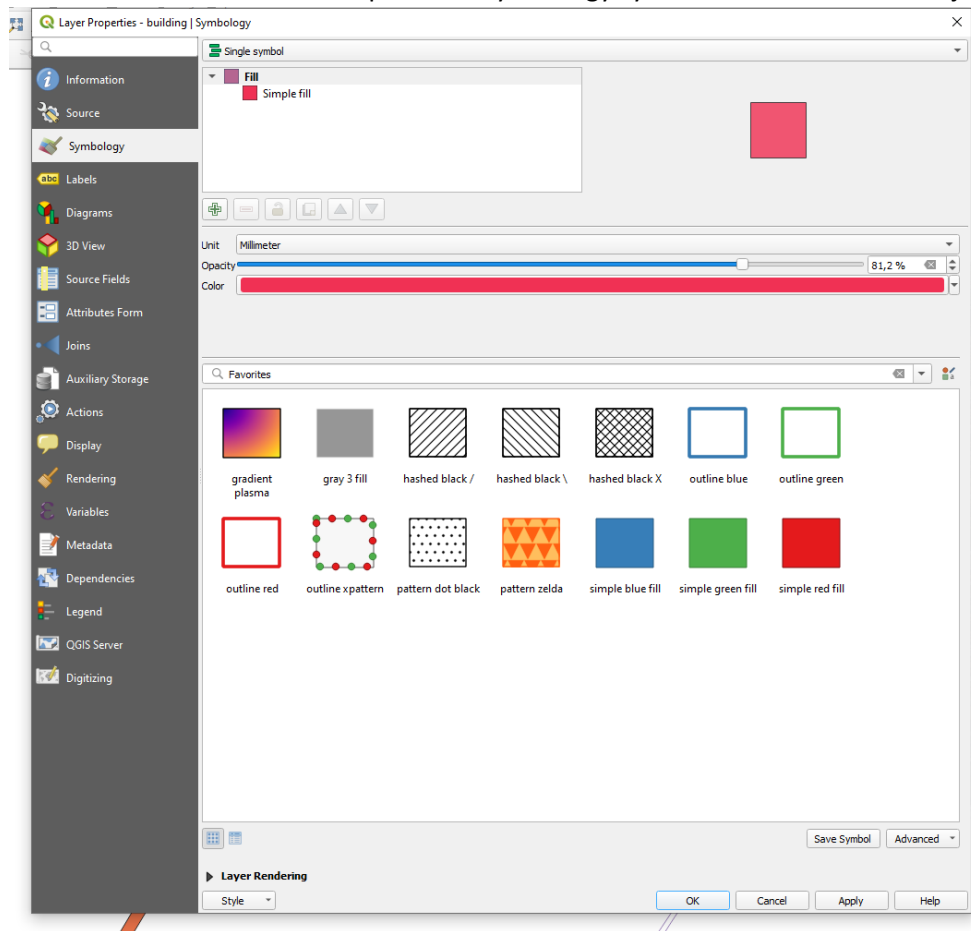 Layer Properties - building | Symbology
Single symbol
Information
Source
Symbology
abc Labels
Diagrams
3D View
Source Fields
Attributes Form
Joins
Auxiliary Storage
Actions
Display
Rendering
Variables
Metadata
Dependencies
Legend
QGIS Server
Digitizing
Fill
Simple fill
Unit Millimeter
Opacity 81,2 %
Color
Favorites
gradient plasma
gray 3 fill
hashed black /
hashed black \
hashed black X
outline blue
outline green
outline red
outline xpattern
pattern dot black
pattern zelda
simple blue fill
simple green fill
simple red fill
Save Symbol Advanced
Layer Rendering
Style OK Cancel Apply Help